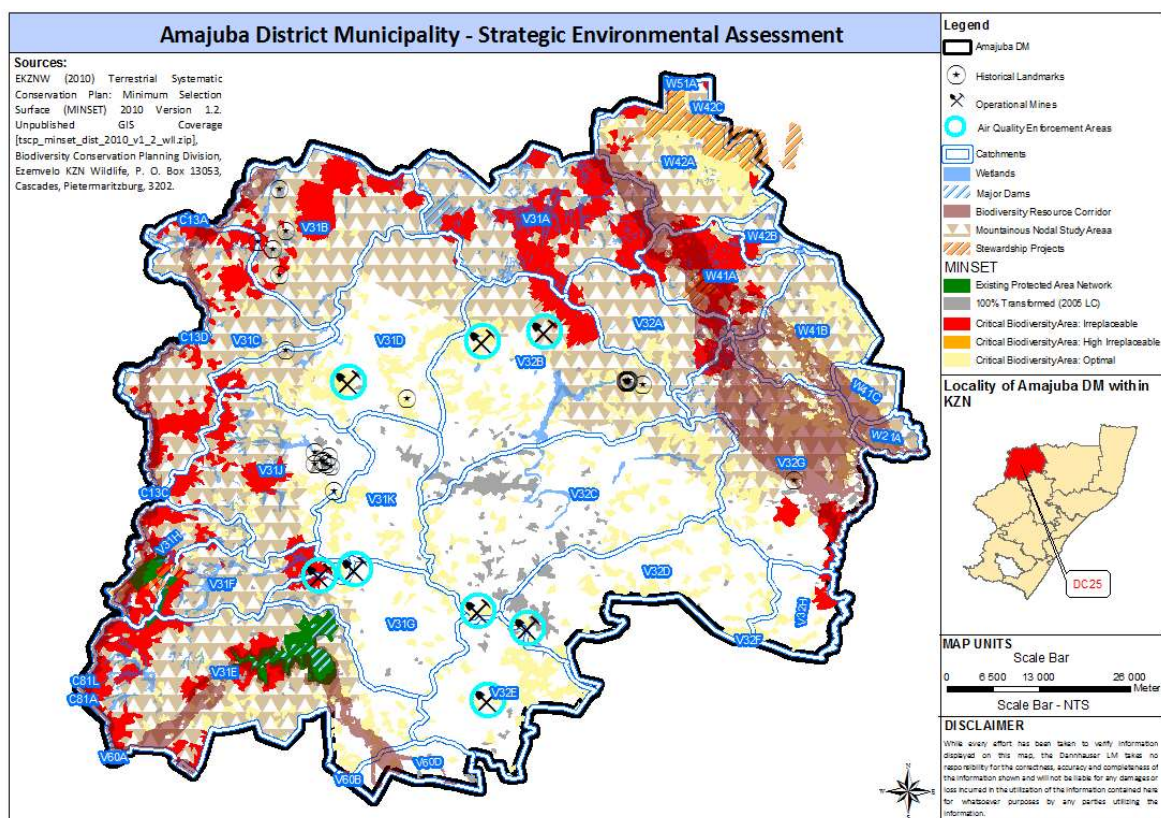 Amajuba District Municipality - Strategic Environmental Assessment
Sources:
EKZNW (2010) Terrestrial Systematic
Conservation Plan: Minimum Selection
Surface (MINSET) 2010 Version 1.2.
Unpublished GIS Coverage
[tscp_minset_dist_2010_v1_2_wll.zip],
Biodiversity Conservation Planning Division,
Ezemvelo KZN Wildlife, P. O. Box 13053,
Cascades, Pietermaritzburg, 3202.
W51A
W42C
W42A
C13A
V31B
V31A
W42B
W41A
C13D
V31C
V31D
V32A
W41B
V32B
W41C
W21A
V31J
V32G
C13C
V31K
V32C
V31H
V31F
V32D
V32H
V31G
V32F
V31E
C81L
C81A
V32E
V60A
V60B
V60D
Legend
Amajuba DM
Historical Landmarks
Operational Mines
Air Quality Enforcement Areas
Catchments
Wetlands
Major Dams
Biodiversity Resource Corridor
Mountainous Nodal Study Areaa
Stewardship Projects
MINSET
Existing Protected Area Network
100% Transformed (2005 LC)
Critical Biodiversity Area: Irreplaceable
Critical Biodiversity Area: High Irreplaceable
Critical Biodiversity Area: Optimal
Locality of Amajuba DM within
KZN
DC25
MAP UNITS
Scale Bar
0 6 500 13 000 26 000
Meter
Scale Bar - NTS
DISCLAIMER
While every effort has been taken to verify information
displayed on this map, the Dannhauser LM takes no
responsibility for the correctness, accuracy and completeness of
the information shown and will not be liable for any damages or
loss incurred in the utilization of the information contained here
for whatsoever purposes by any parties utilizing the
information.
N
W E
S